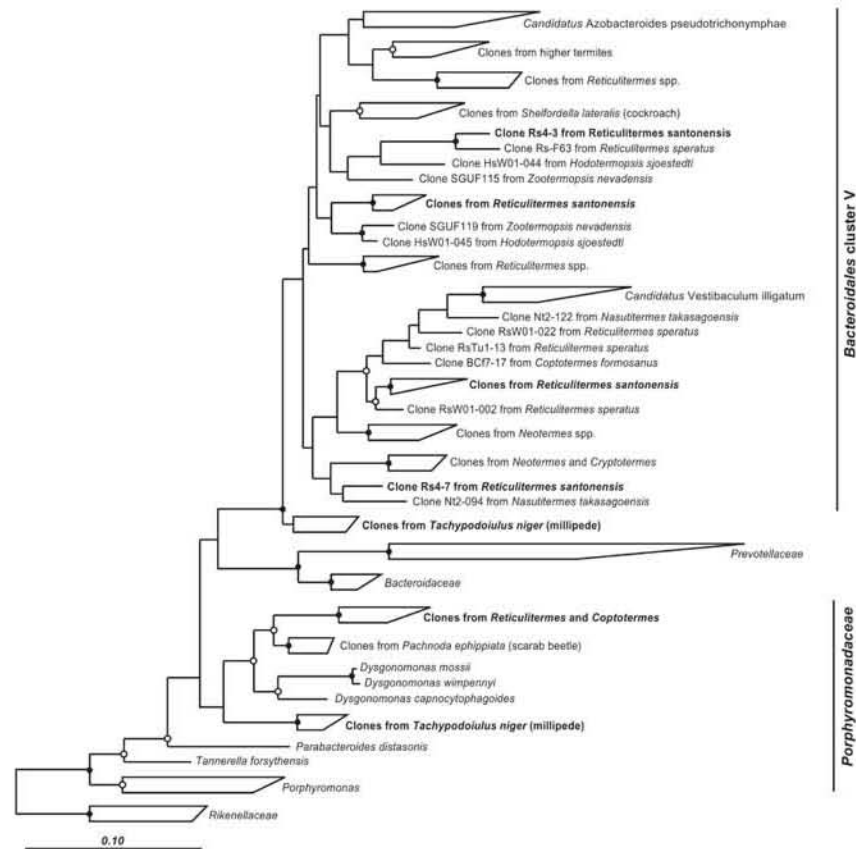 Candidatus Azobacteroides pseudotrichonymphae
Clones from higher termites
Clones from Reticulitermes spp.
Clones from Shelfordella lateralis (cockroach)
Clone Rs4-3 from Reticulitermes santonensis
Clone Rs-F63 from Reticulitermes speratus
Clone HsW01-044 from Hodotermopsis sjoestedti
Clone SGUF115 from Zootermopsis nevadensis
Clones from Reticulitermes santonensis
Clone SGUF119 from Zootermopsis nevadensis
Clone HsW01-045 from Hodotermopsis sjoestedti
Clones from Reticulitermes spp.
Candidatus Vestibaculum illigatum
Clone Nt2-122 from Nasutitermes takasagoensis
Clone RsW01-022 from Reticulitermes speratus
Clone RsTu1-13 from Reticulitermes speratus
Clone BCf7-17 from Coptotermes formosanus
Clones from Reticulitermes santonensis
Clone RsW01-002 from Reticulitermes speratus
Clones from Neotermes spp.
Clones from Neotermes and Cryptotermes
Clone Rs4-7 from Reticulitermes santonensis
Clone Nt2-094 from Nasutitermes takasagoensis
Clones from Tachypodoiulus niger (millipede)
Bacteroidales cluster V
Prevotellaceae
Bacteroidaceae
Clones from Reticulitermes and Coptotermes
Clones from Pachnoda ephippiata (scarab beetle)
Dysgonomonas mossii
Dysgonomonas wimpennyi
Dysgonomonas capnocytophagoides
Clones from Tachypodoiulus niger (millipede)
Parabacteroides distasonis
Tannerella forsythensis
Porphyromonas
Porphyromonadaceae
Rikenellaceae
0.10